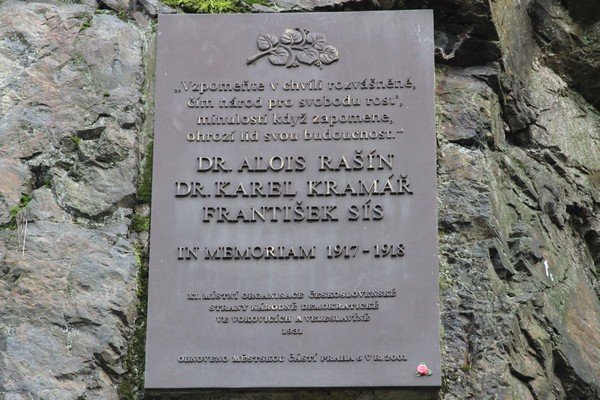 „Vzpomeňte v chvíli rozvášněné,
čím národ pro svobodu rost',
minulosti když zapomene,
ohrozí lid svou budoucnost."
DR. ALOIS RAŠÍN
DR. KAREL KRAMÁŘ
FRANTIŠEK SÍS
IN MEMORIAM 1917 - 1918
XI. MÍSTNÍ ORGANISACE ČESKOSLOVENSKÉ
STRANY NÁRODNĚ DEMOKRATICKÉ
VE VOKOVICÍCH A VELESLAVÍNĚ
1931
OBNOVENO MĚSTSKOU ČÁSTÍ PRAHA 6 V R. 2001